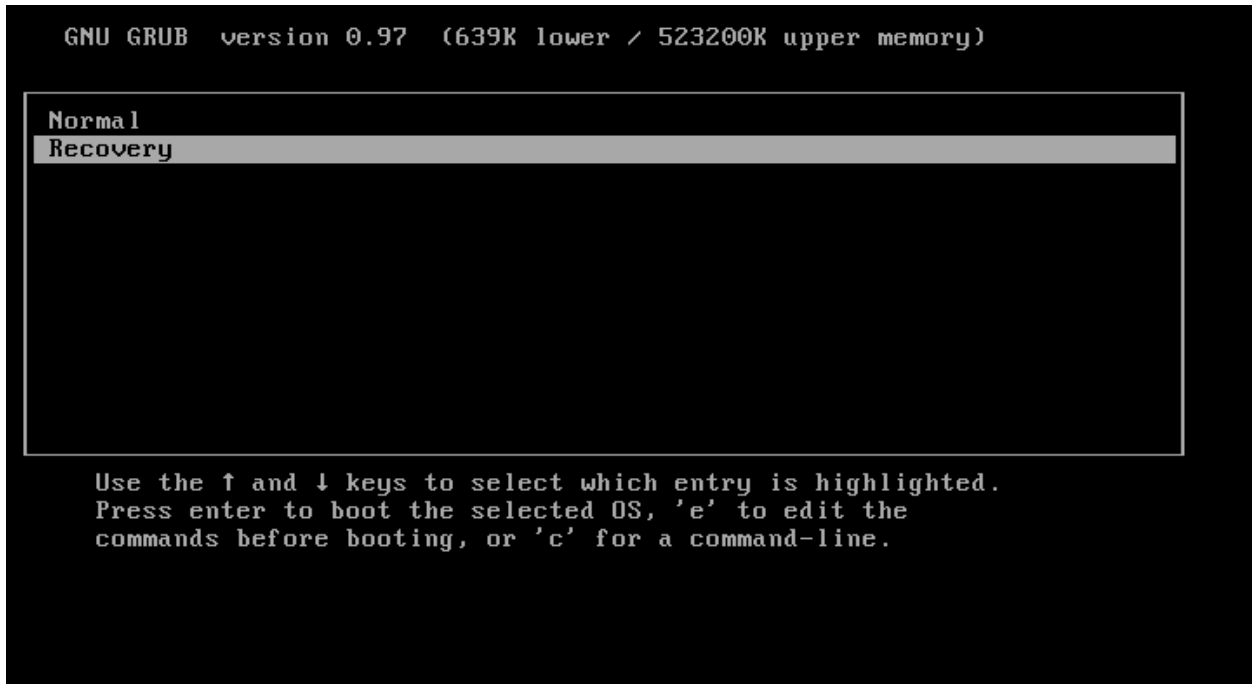 GNU GRUB  version 0.97  (639K lower / 523200K upper memory)
Normal
Recovery
Use the ↑ and ↓ keys to select which entry is highlighted.
Press enter to boot the selected OS, 'e' to edit the
commands before booting, or 'c' for a command-line.